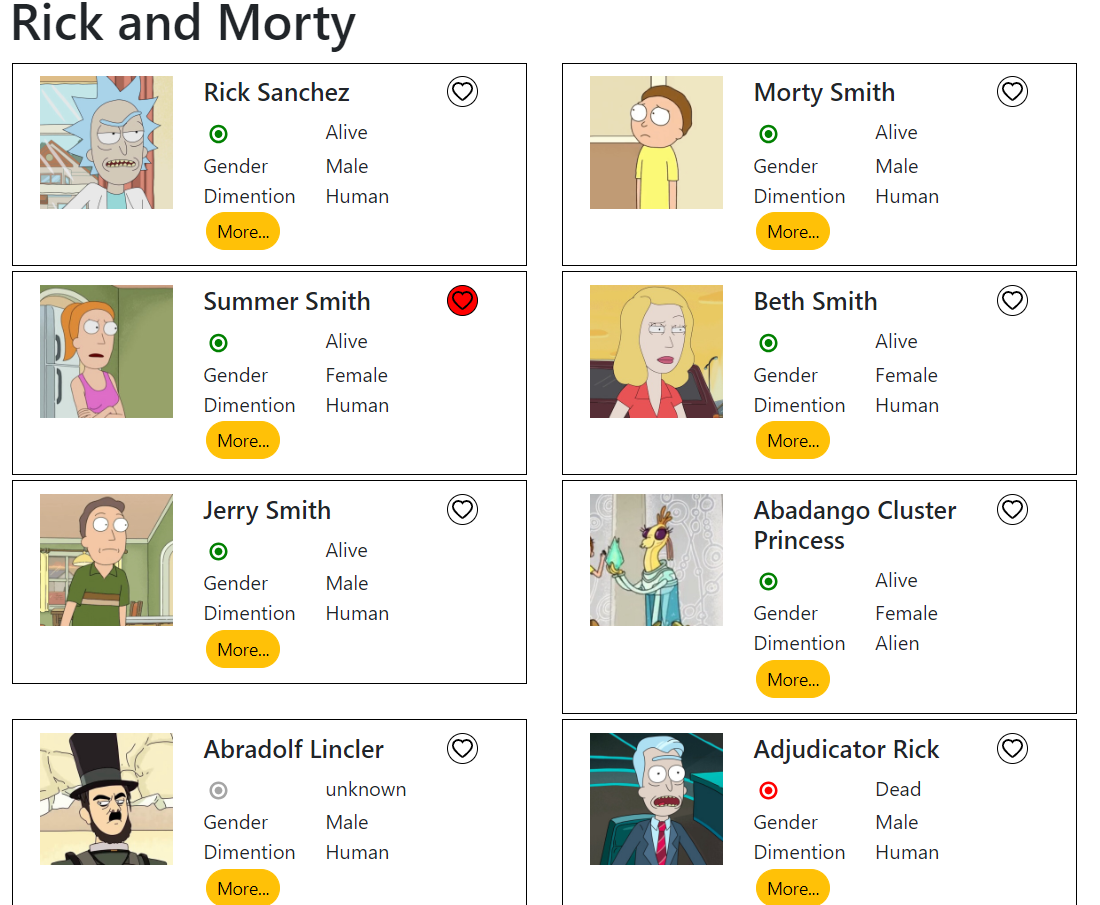 Rick and Morty
Rick Sanchez
Alive
Gender Male
Dimention Human
More...
Morty Smith
Alive
Gender Male
Dimention Human
More...
Summer Smith
Alive
Gender Female
Dimention Human
More...
Beth Smith
Alive
Gender Female
Dimention Human
More...
Jerry Smith
Alive
Gender Male
Dimention Human
More...
Abadango Cluster
Princess
Alive
Gender Female
Dimention Alien
More...
Abradolf Lincler
unknown
Gender Male
Dimention Human
More...
Adjudicator Rick
Dead
Gender Male
Dimention Human
More...